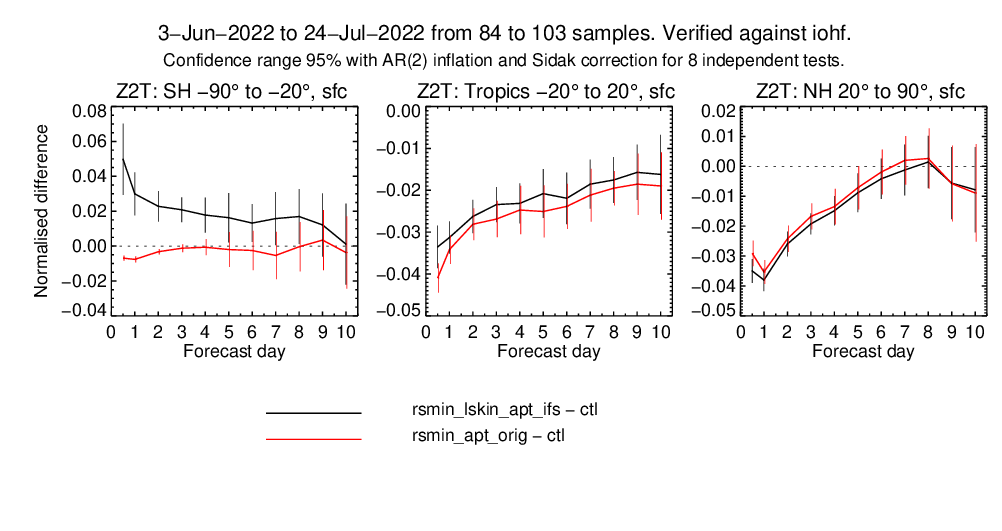 3−Jun−2022 to 24−Jul−2022 from 84 to 103 samples. Verified against iohf.
Confidence range 95% with AR(2) inflation and Sidak correction for 8 independent tests.
Z2T: SH −90° to −20°, sfc
Normalised difference
0.08
0.06
0.04
0.02
0.00
−0.02
−0.04
0 1 2 3 4 5 6 7 8 9 10
Forecast day
Z2T: Tropics −20° to 20°, sfc
0.00
−0.01
−0.02
−0.03
−0.04
−0.05
0 1 2 3 4 5 6 7 8 9 10
Forecast day
Z2T: NH 20° to 90°, sfc
0.02
0.01
0.00
−0.01
−0.02
−0.03
−0.04
−0.05
0 1 2 3 4 5 6 7 8 9 10
Forecast day
rsmin_lskin_apt_ifs − ctl
rsmin_apt_orig − ctl